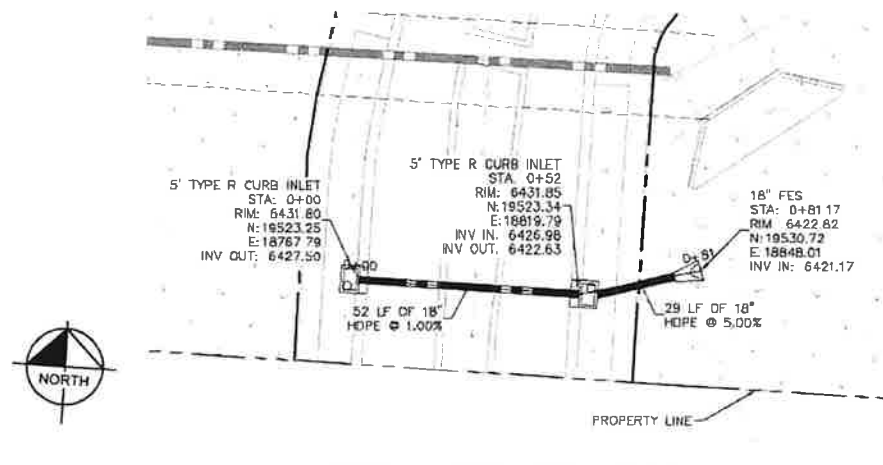 5' TYPE R CURB INLET
STA: 0+00
RIM: 6431.80
N: 19523.25
E: 18767.79
INV OUT: 6427.50
5' TYPE R CURB INLET
STA. 0+52
RIM: 6431.85
N: 19523.34
E: 18819.79
INV IN. 6426.98
INV OUT. 6422.63
18" FES
STA: 0+81.17
RIM 6422.82
N: 19530.72
E. 18848.01
INV IN: 6421.17
0+81
52 LF OF 18"
HDPE @ 1.00%
29 LF OF 18"
HDPE @ 5.00%
NORTH
PROPERTY LINE